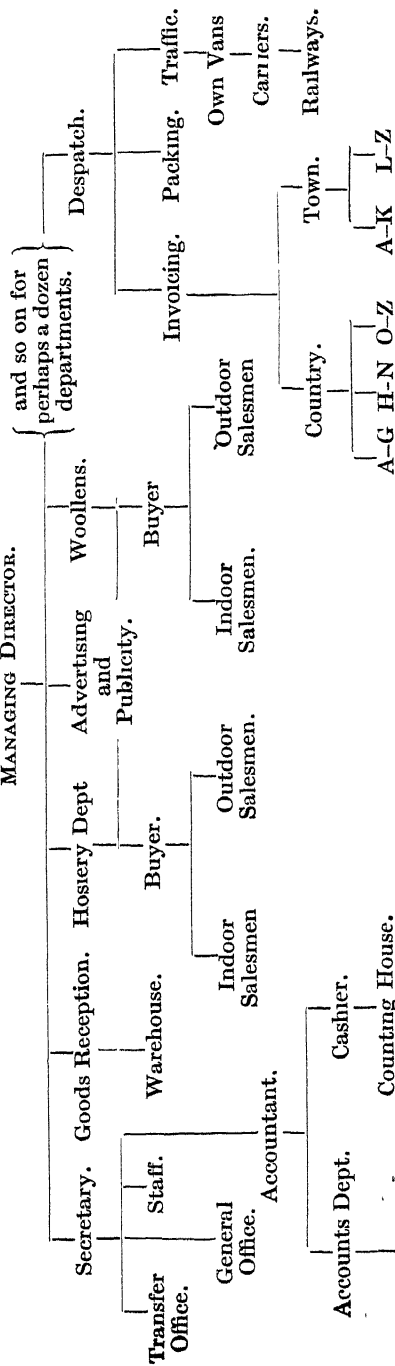 MANAGING DIRECTOR.
and so on for
perhaps a dozen
departments.
Secretary. Goods Reception. Hosiery Dept Advertising
and
Publicity. Woollens. Despatch.
Transfer
Office. Staff. Warehouse. Buyer. Buyer Invoicing. Packing. Traffic.
General
Office. Own Vans
Carriers.
Railways.
Accountant. Indoor
Salesmen Outdoor
Salesmen. Indoor
Salesmen. Outdoor
Salesmen Country. Town.
Accounts Dept. Cashier. A–G H–N O–Z A–K L–Z
Counting House.